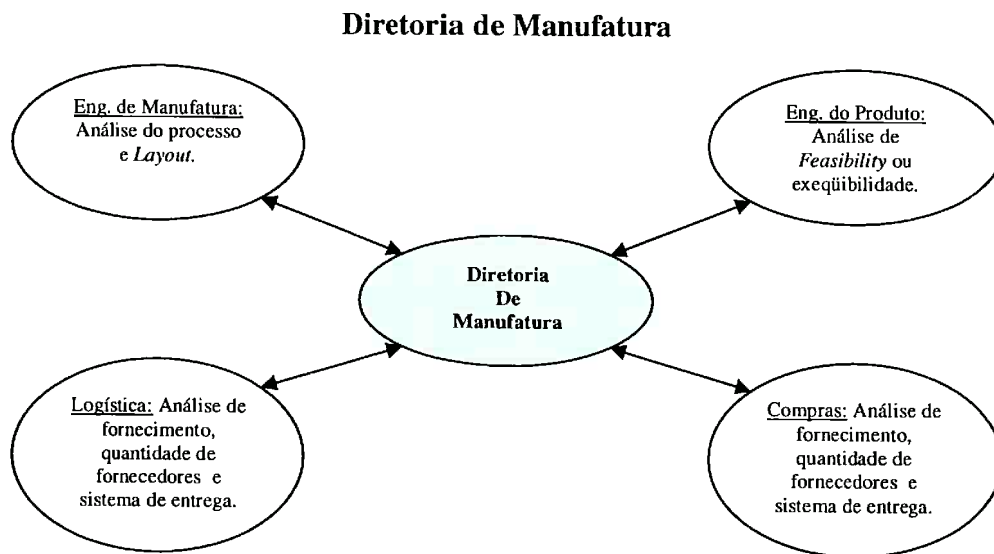 Diretoria de Manufatura
Eng. de Manufatura:
Análise do processo
e Layout.
Eng. do Produto:
Análise de
Feasibility ou
exeqüibilidade.
Diretoria
De
Manufatura
Logística: Análise de
fornecimento,
quantidade de
fornecedores e
sistema de entrega.
Compras: Análise de
fornecimento,
quantidade de
fornecedores e
sistema de entrega.